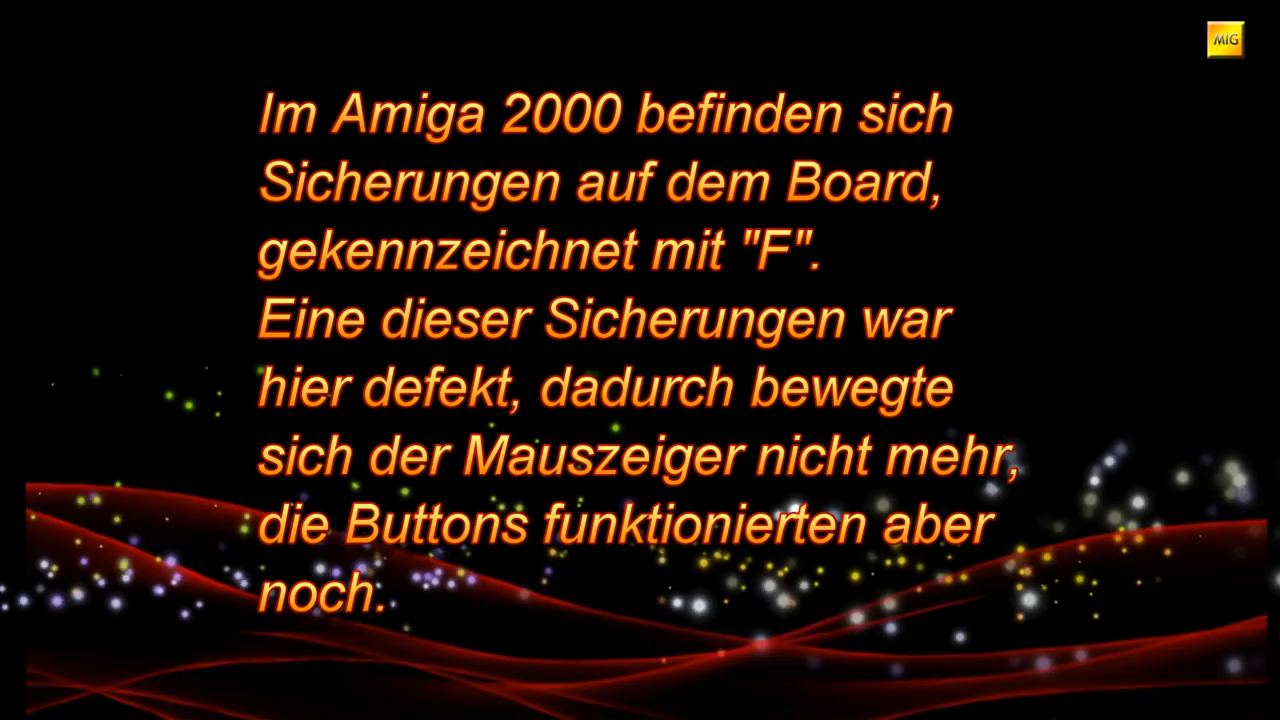 MIG
Im Amiga 2000 befinden sich
Sicherungen auf dem Board,
gekennzeichnet mit "F".
Eine dieser Sicherungen war
hier defekt, dadurch bewegte
sich der Mauszeiger nicht mehr,
die Buttons funktionierten aber
noch.